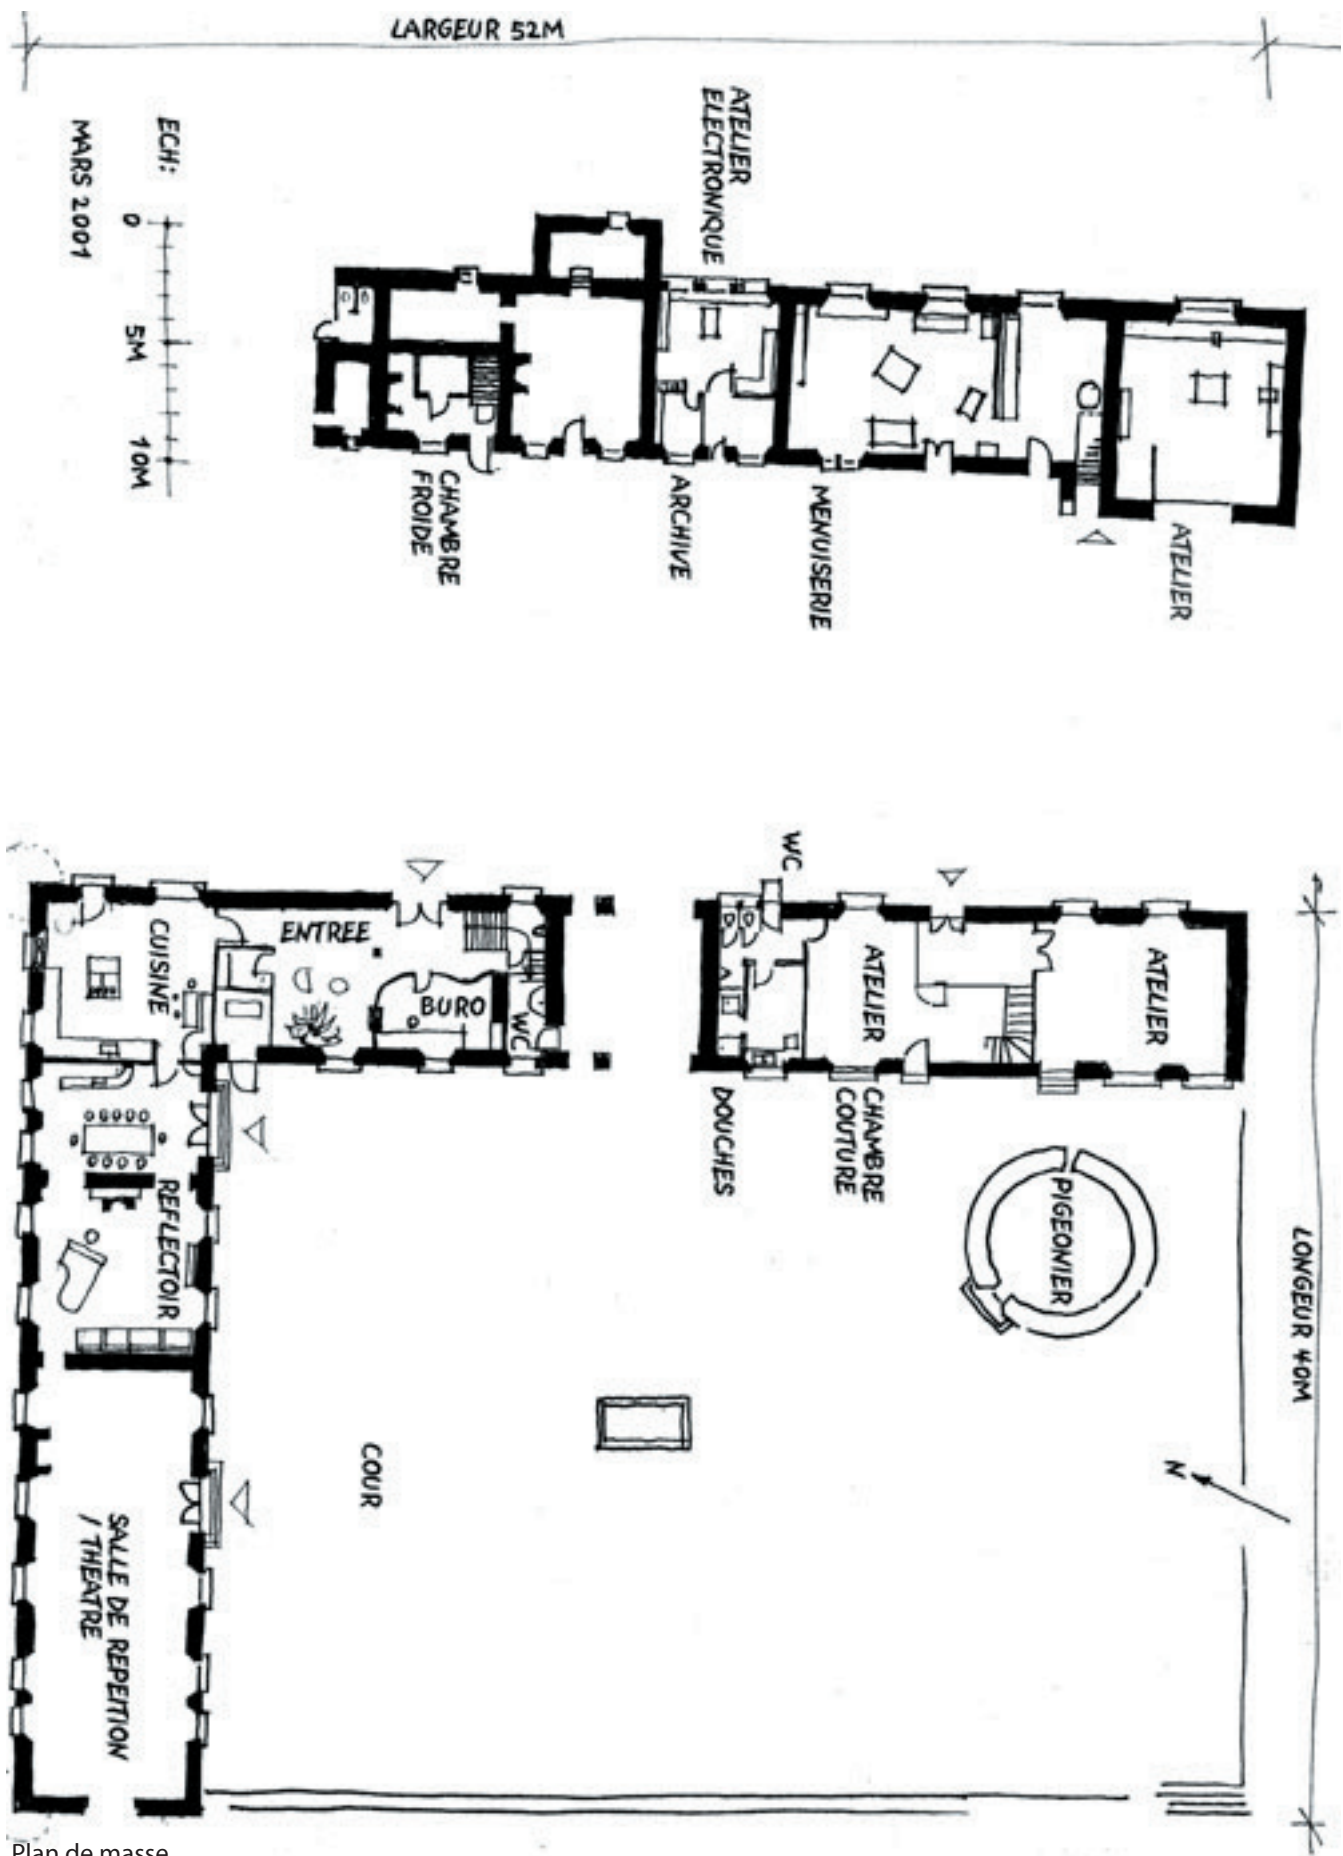 LARGEUR 52M
ECH:
0
5M
10M
MARS 2001
ATELIER
ELECTRONIQUE
CHAMBRE
FROIDE
ARCHIVE
MENUISERIE
ATELIER
WC
CUISINE
ENTREE
BURO
WC
ATELIER
ATELIER
DOUCHES
CHAMBRE
COUTURE
PIGEONIER
REFLECTOIR
LONGEUR 40M
COUR
N
SALLE DE REPEITION
/ THEATRE
Plan de masse